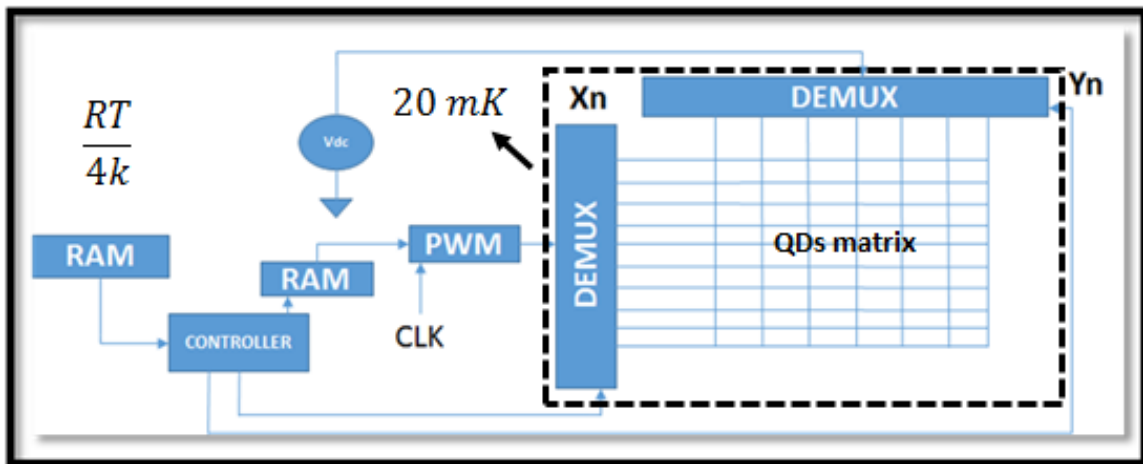 RT
4k
20 mK
Xn
DEMUX
Yn
Vdc
DEMUX
RAM
PWM
QDs matrix
RAM
CONTROLLER
CLK